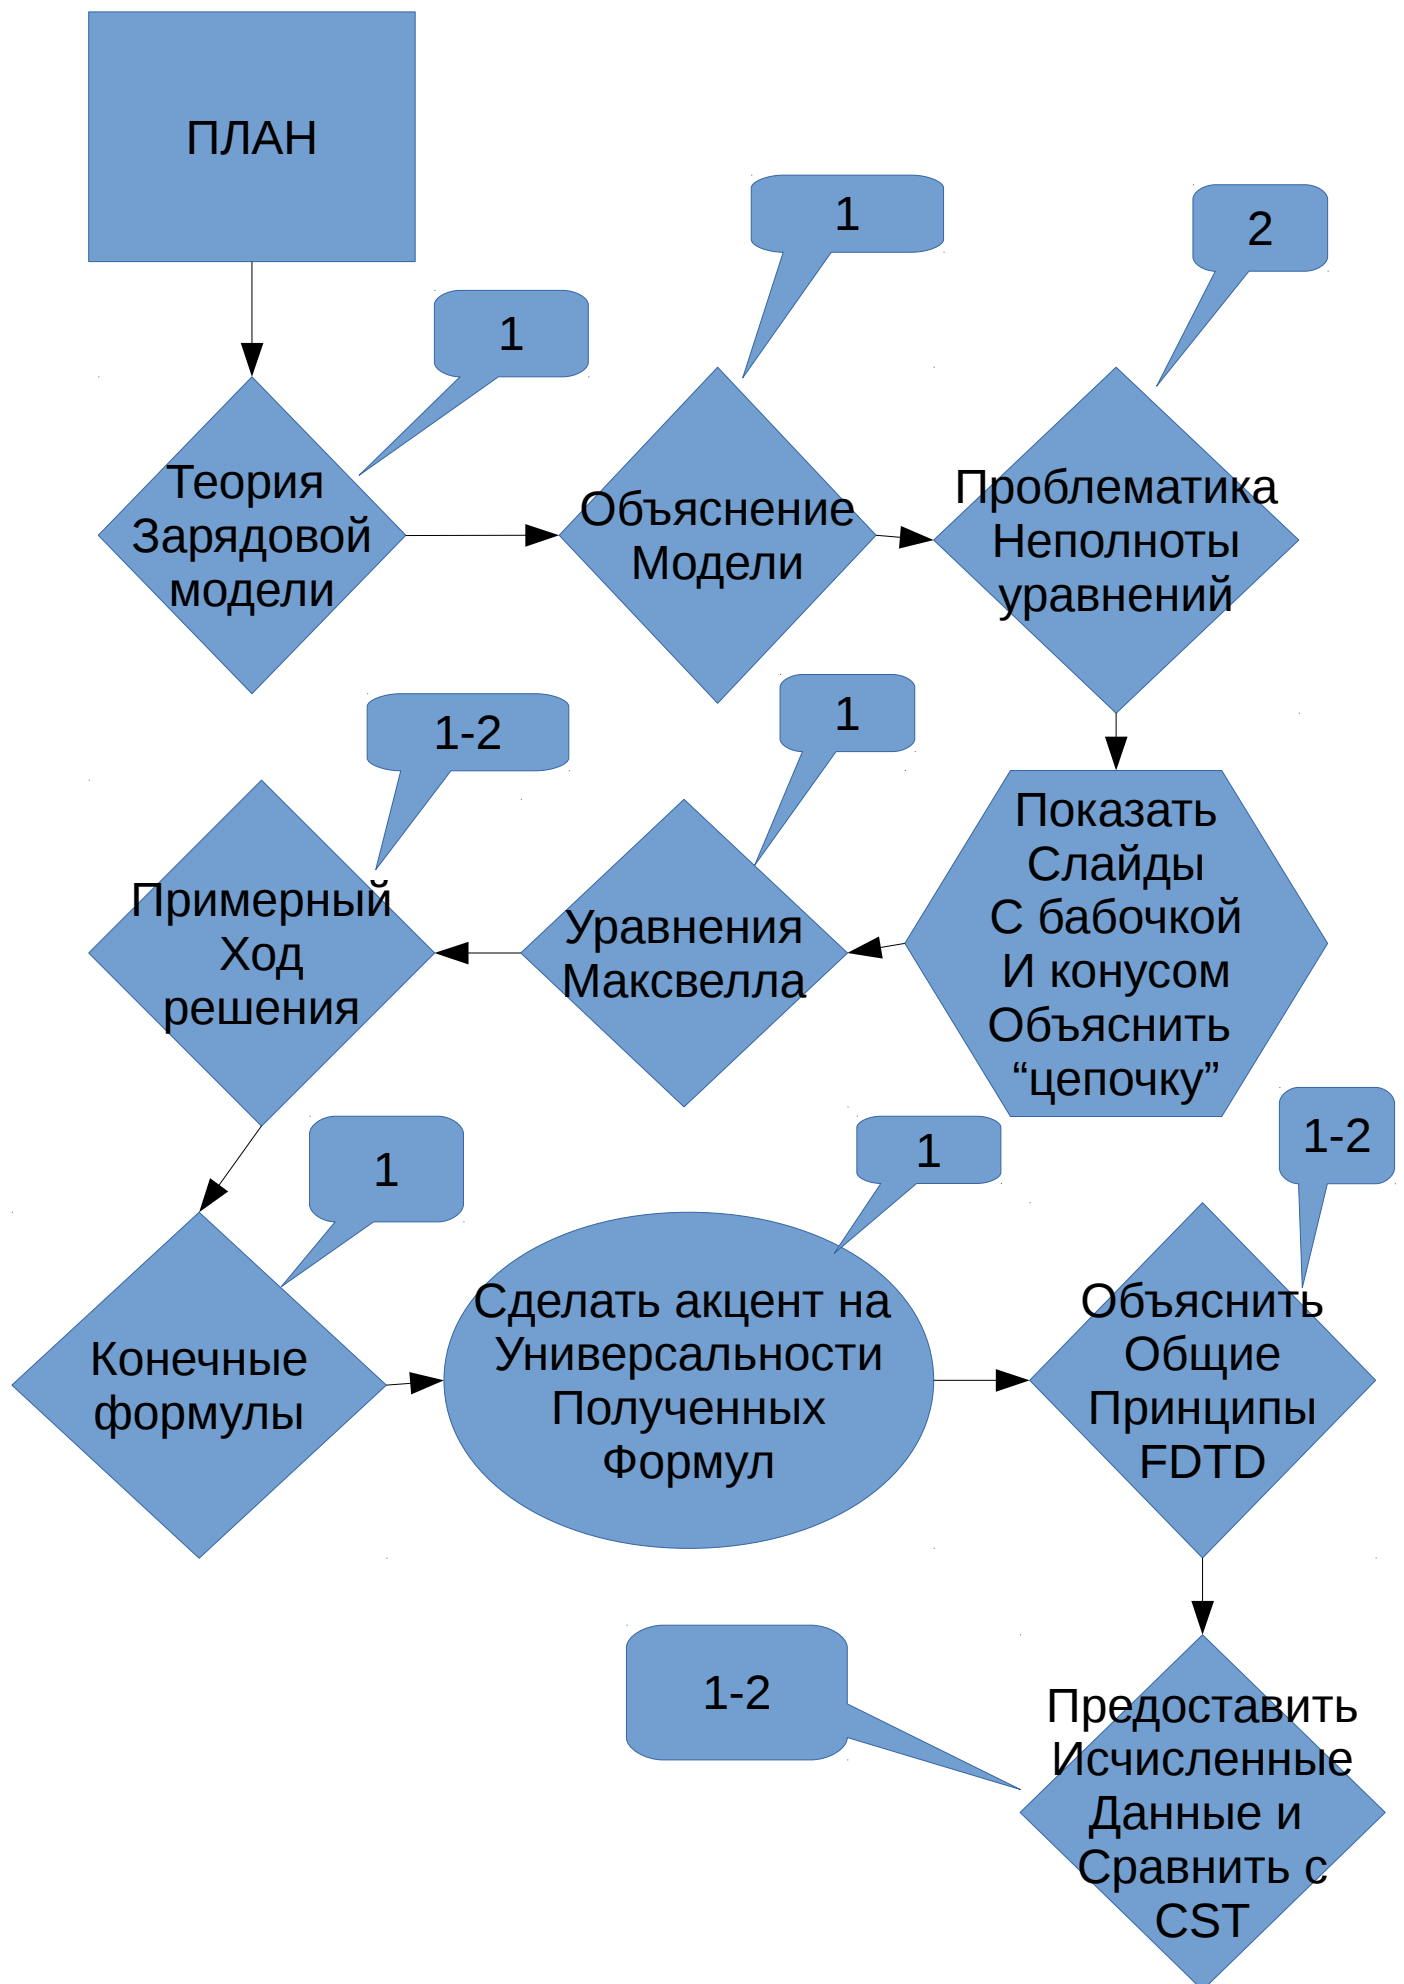 ПЛАН
1
Теория
Зарядовой
модели
1
Объяснение
Модели
2
Проблематика
Неполноты
уравнений
Показать
Слайды
С бабочкой
И конусом
Объяснить
“цепочку”
1
Уравнения
Максвелла
1-2
Примерный
Ход
решения
1
Конечные
формулы
1
Сделать акцент на
Универсальности
Полученных
Формул
1-2
Объяснить
Общие
Принципы
FDTD
1-2
Предоставить
Исчисленные
Данные и
Сравнить с
CST